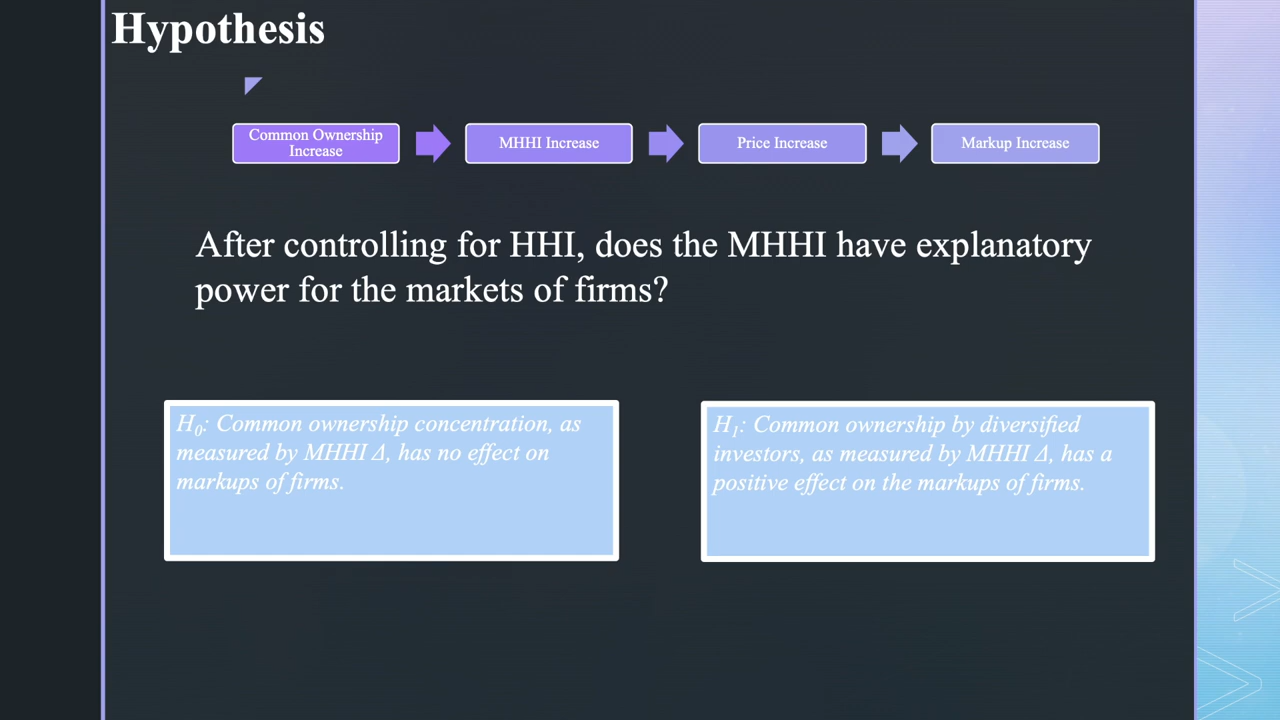 Hypothesis
Common Ownership
Increase
MHHI Increase
Price Increase
Markup Increase
After controlling for HHI, does the MHHI have explanatory
power for the markets of firms?
H₀: Common ownership concentration, as
measured by MHHI Δ, has no effect on
markups of firms.
H₁: Common ownership by diversified
investors, as measured by MHHI Δ, has a
positive effect on the markups of firms.